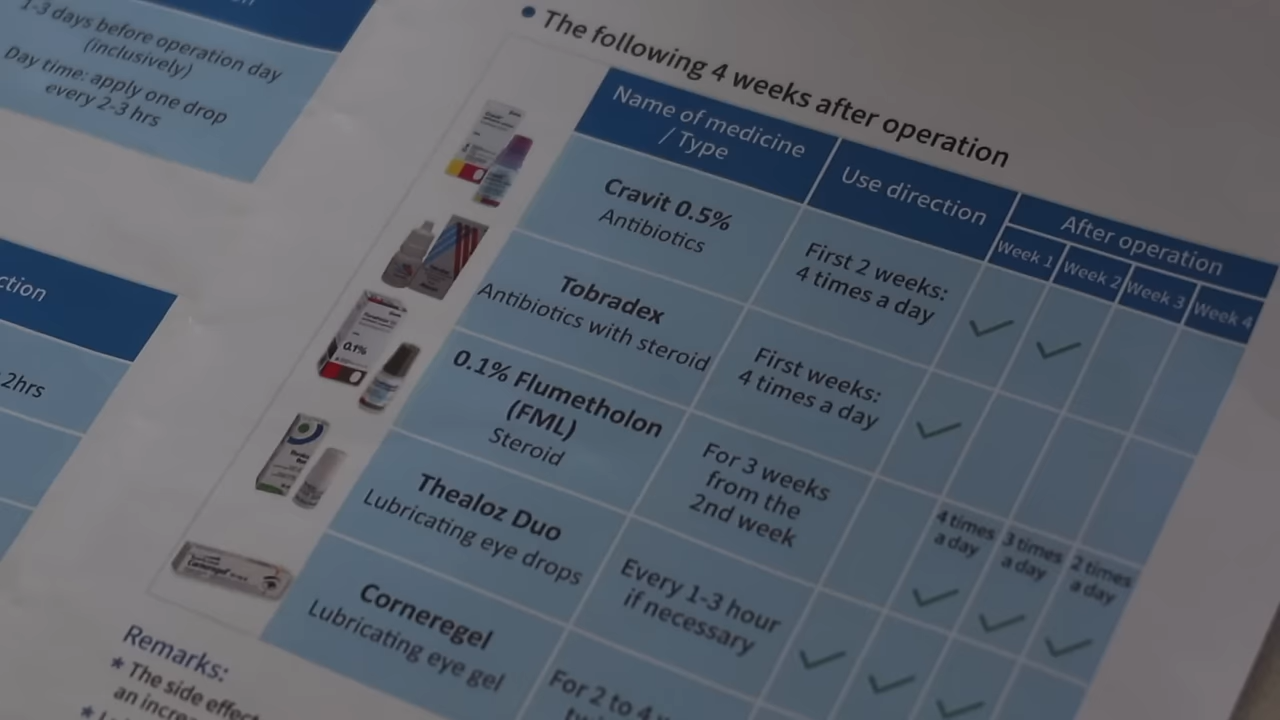 1-3 days before operation day
(inclusively)
Day time: apply one drop
every 2-3 hrs
2hrs
• The following 4 weeks after operation
Name of medicine
/ Type
Use direction
After operation
Week 1
Week 2
Week 3
Week 4
Cravit 0.5%
Antibiotics
First 2 weeks:
4 times a day
Tobradex
Antibiotics with steroid
First weeks:
4 times a day
0.1% Flumetholon
(FML)
Steroid
For 3 weeks
from the
2nd week
4 times
a day
3 times
a day
2 times
a day
Thealoz Duo
Lubricating eye drops
Every 1-3 hour
if necessary
Corneregel
Lubricating eye gel
For 2 to 4
0.1%
Remarks:
* The side effect
an